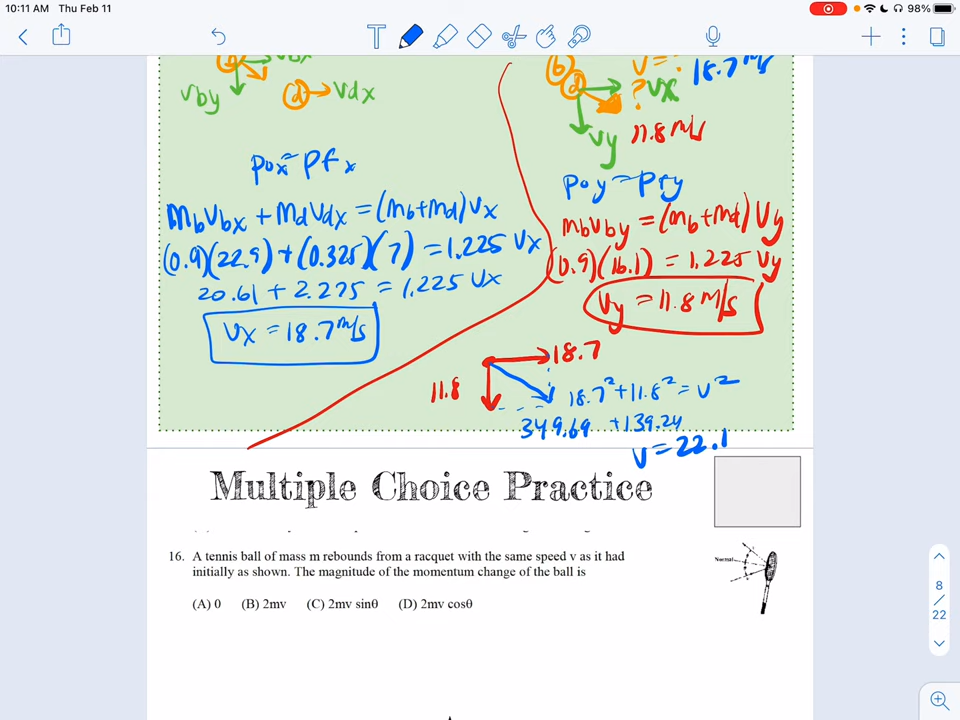 10:11 AM Thu Feb 11
98%
vbx
vby
d
vdx
b
v = ?
18.7 m/s
d
vx
?
vy
11.8 m/s
pox = pfx
mbvbx + mdvdx = (mb+md)vx
(0.9)(22.9) + (0.325)(7) = 1.225 vx
20.61 + 2.275 = 1.225 vx
vx = 18.7 m/s
poy = pfy
mbvby = (mb+md)vy
(0.9)(16.1) = 1.225 vy
vy = 11.8 m/s
18.7
11.8
18.7² + 11.8² = v²
349.69 + 139.24
v = 22.1
Multiple Choice Practice
16. A tennis ball of mass m rebounds from a racquet with the same speed v as it had
initially as shown. The magnitude of the momentum change of the ball is
(A) 0 (B) 2mv (C) 2mv sinθ (D) 2mv cosθ
Normal
8
/
22